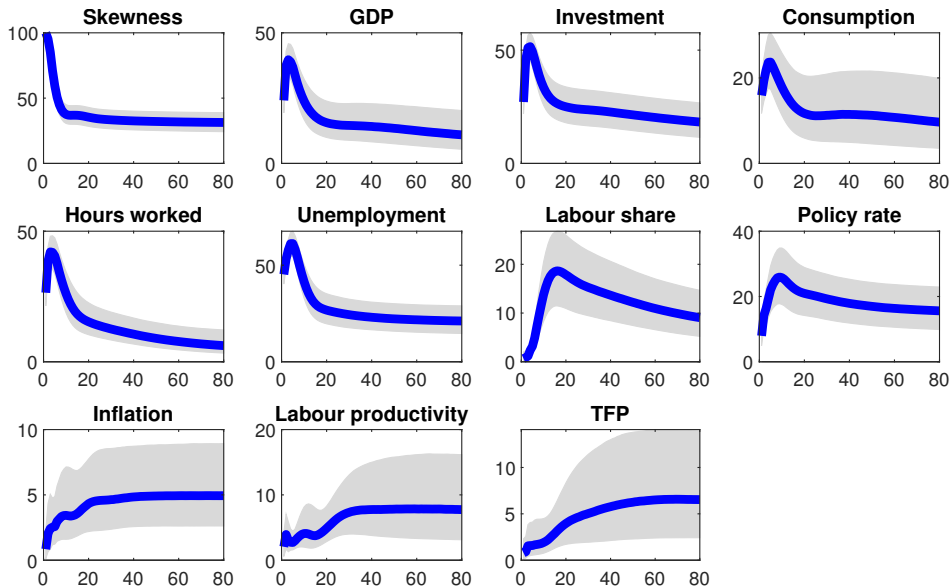 Skewness GDP Investment Consumption
100 50 50 20
50
0 0 0 0
0 20 40 60 80 0 20 40 60 80 0 20 40 60 80 0 20 40 60 80
Hours worked Unemployment Labour share Policy rate
50 50 20 40
10 20
0 0 0 0
0 20 40 60 80 0 20 40 60 80 0 20 40 60 80 0 20 40 60 80
Inflation Labour productivity TFP
10 20 10
5 10 5
0 0 0
0 20 40 60 80 0 20 40 60 80 0 20 40 60 80